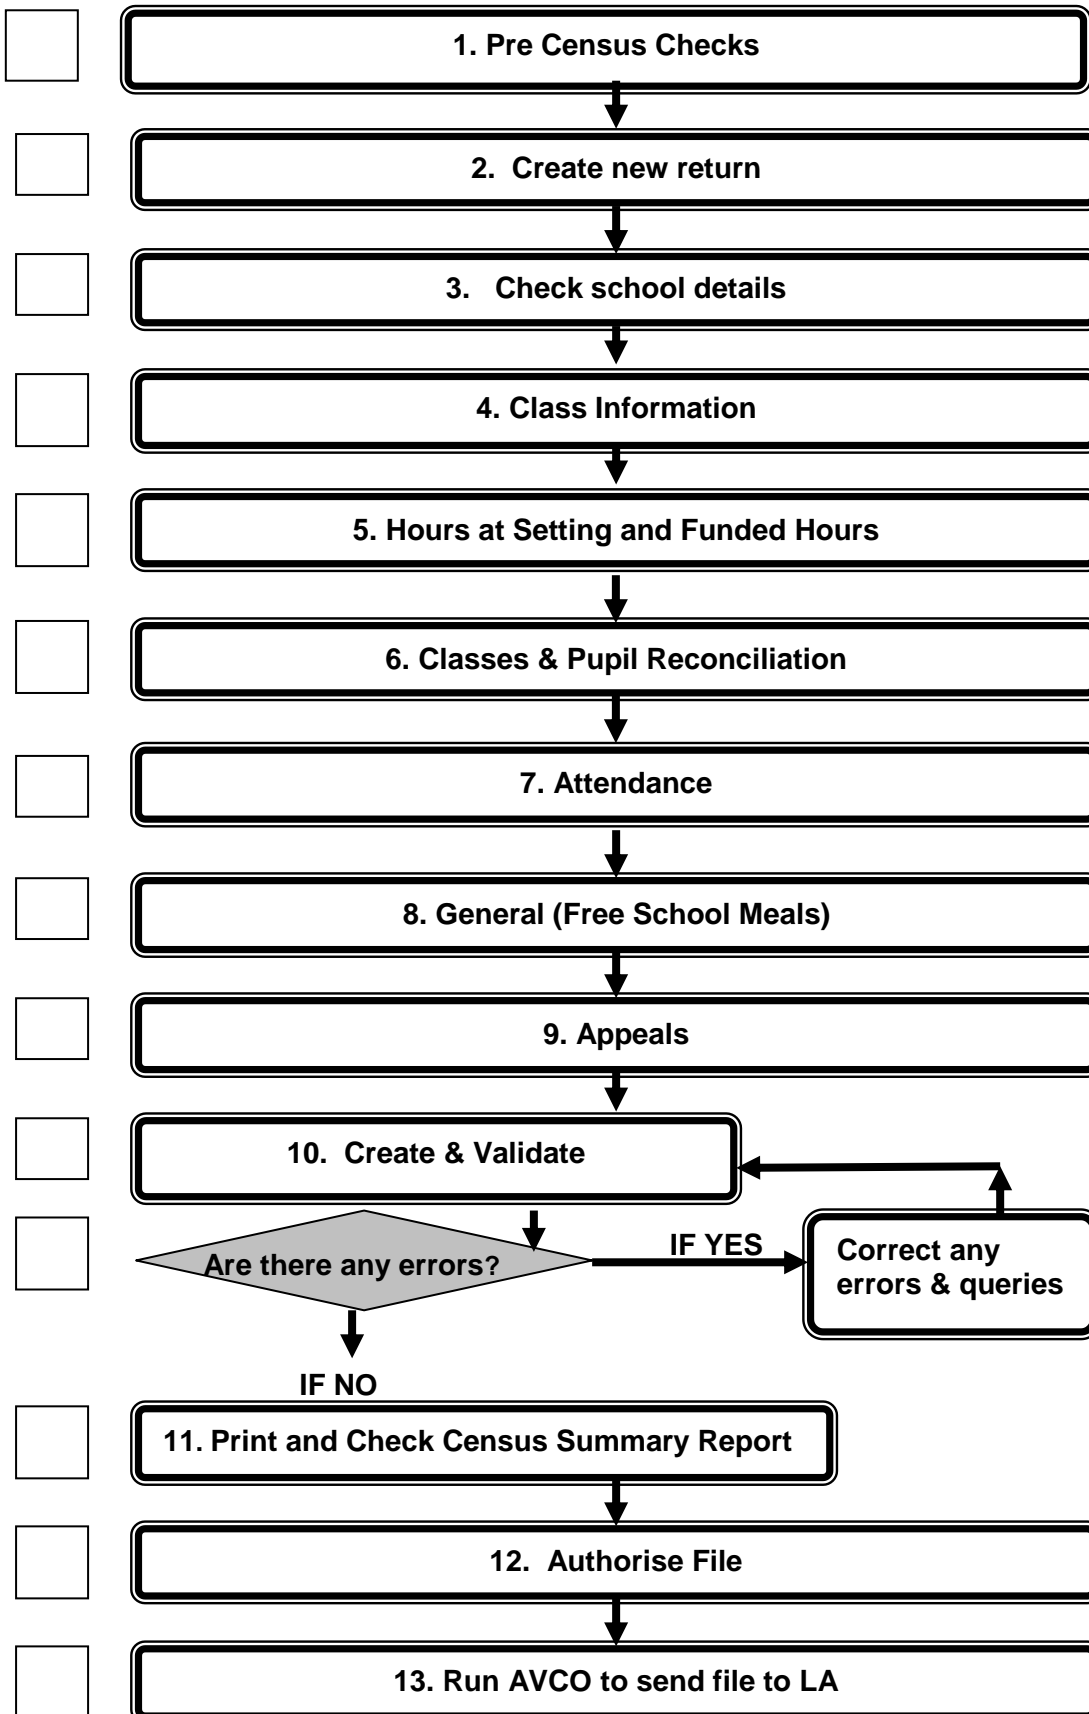 1. Pre Census Checks
2. Create new return
3. Check school details
4. Class Information
5. Hours at Setting and Funded Hours
6. Classes & Pupil Reconciliation
7. Attendance
8. General (Free School Meals)
9. Appeals
10. Create & Validate
Are there any errors?
IF YES
Correct any
errors & queries
IF NO
11. Print and Check Census Summary Report
12. Authorise File
13. Run AVCO to send file to LA